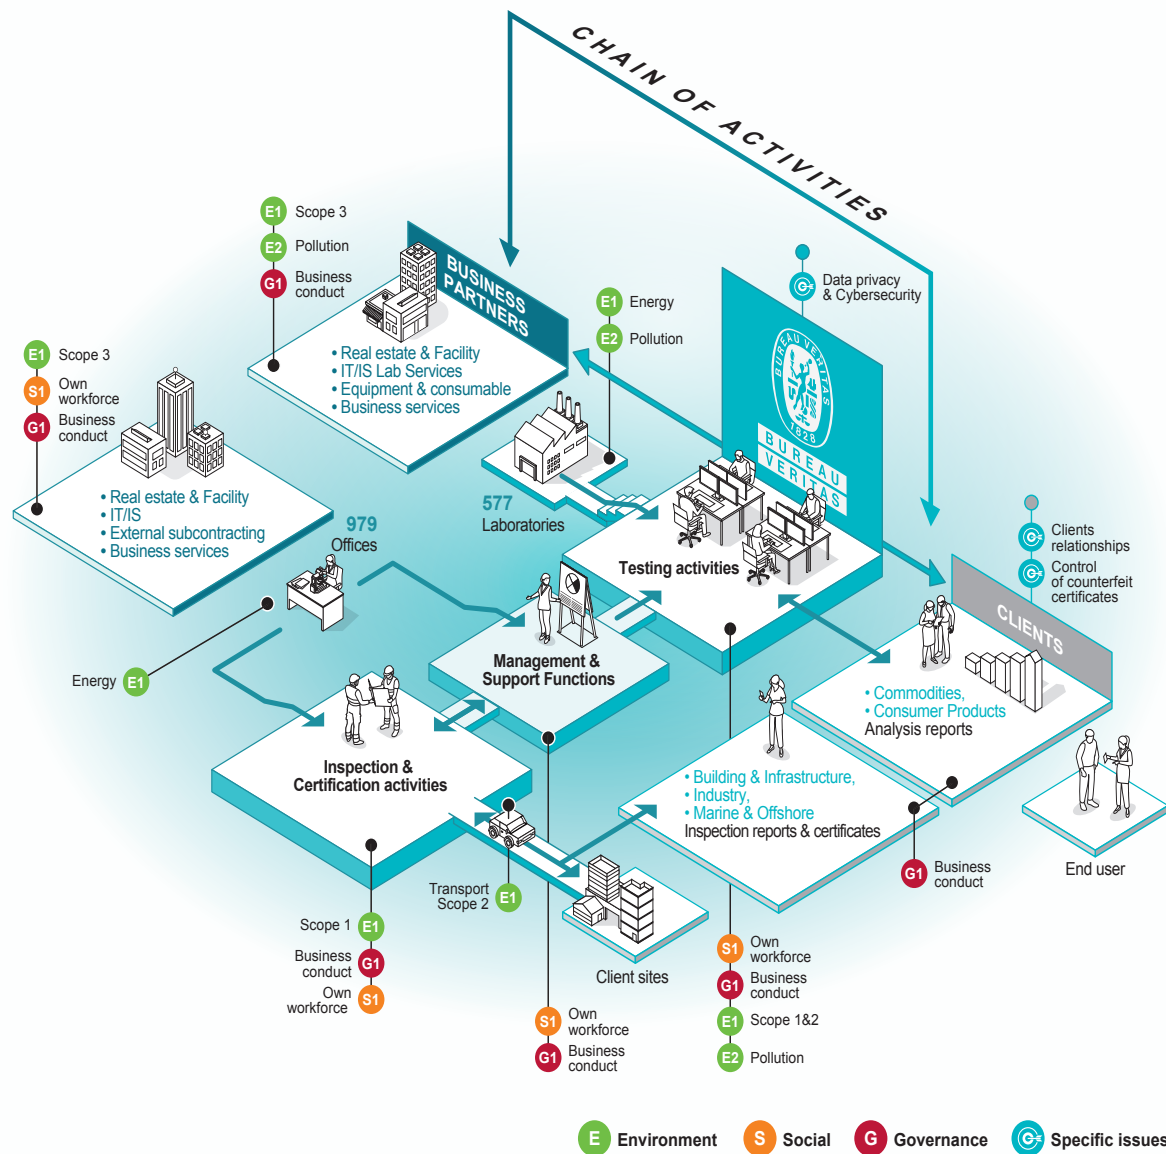 CHAIN OF ACTIVITIES
E1 Scope 3
E2 Pollution
G1 Business
conduct
BUSINESS
PARTNERS
• Real estate & Facility
• IT/IS Lab Services
• Equipment & consumable
• Business services
E1 Energy
E2 Pollution
Data privacy
& Cybersecurity
BUREAU VERITAS
1828
BUREAU
VERITAS
E1 Scope 3
S1 Own
workforce
G1 Business
conduct
• Real estate & Facility
• IT/IS
• External subcontracting
• Business services
979
Offices
577
Laboratories
Testing activities
Clients
relationships
Control
of counterfeit
certificates
CLIENTS
• Commodities,
• Consumer Products
Analysis reports
Energy E1
Management &
Support Functions
Inspection &
Certification activities
• Building & Infrastructure,
• Industry,
• Marine & Offshore
Inspection reports & certificates
G1 Business
conduct
End user
Transport
Scope 2
E1
Client sites
Scope 1 E1
Business
conduct
G1
Own
workforce
S1
S1 Own
workforce
G1 Business
conduct
S1 Own
workforce
G1 Business
conduct
E1 Scope 1&2
E2 Pollution
E Environment S Social G Governance Specific issues